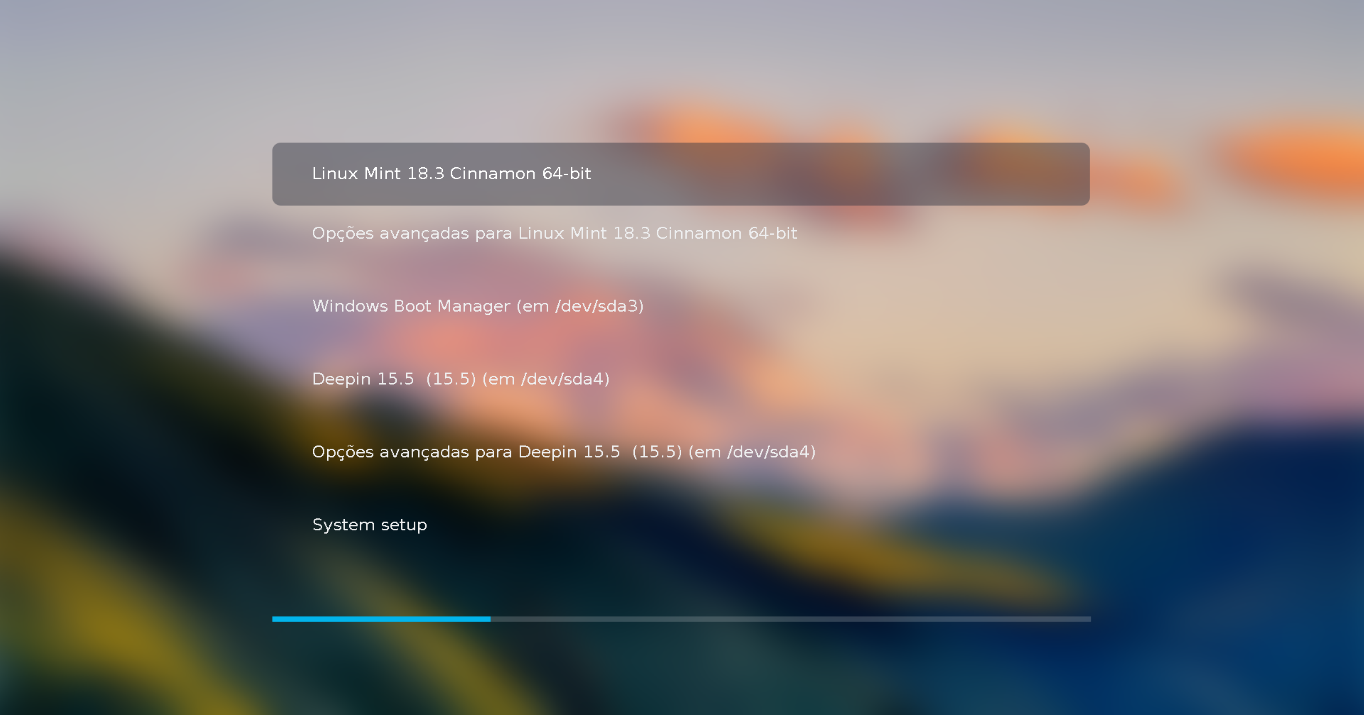 Linux Mint 18.3 Cinnamon 64-bit
Opções avançadas para Linux Mint 18.3 Cinnamon 64-bit
Windows Boot Manager (em /dev/sda3)
Deepin 15.5  (15.5) (em /dev/sda4)
Opções avançadas para Deepin 15.5  (15.5) (em /dev/sda4)
System setup